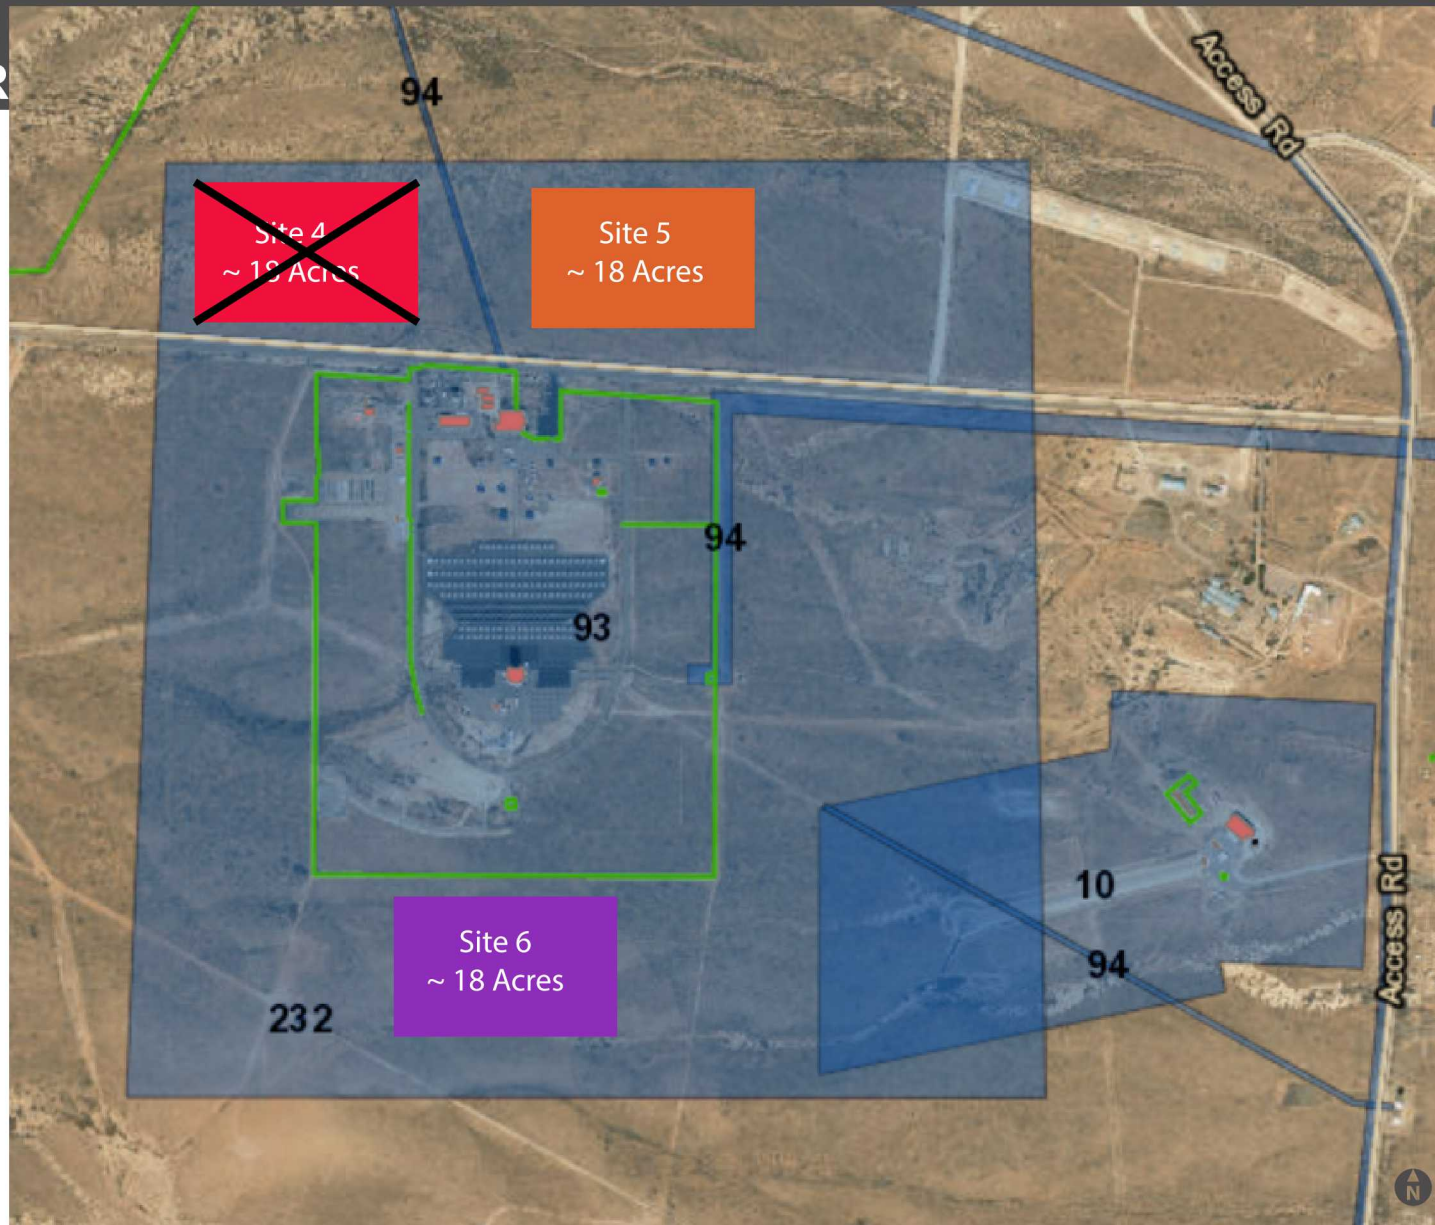 R
Access Rd
94
Site 4
~ 18 Acres
Site 5
~ 18 Acres
94
93
10
Access Rd
Site 6
~ 18 Acres
94
232
N